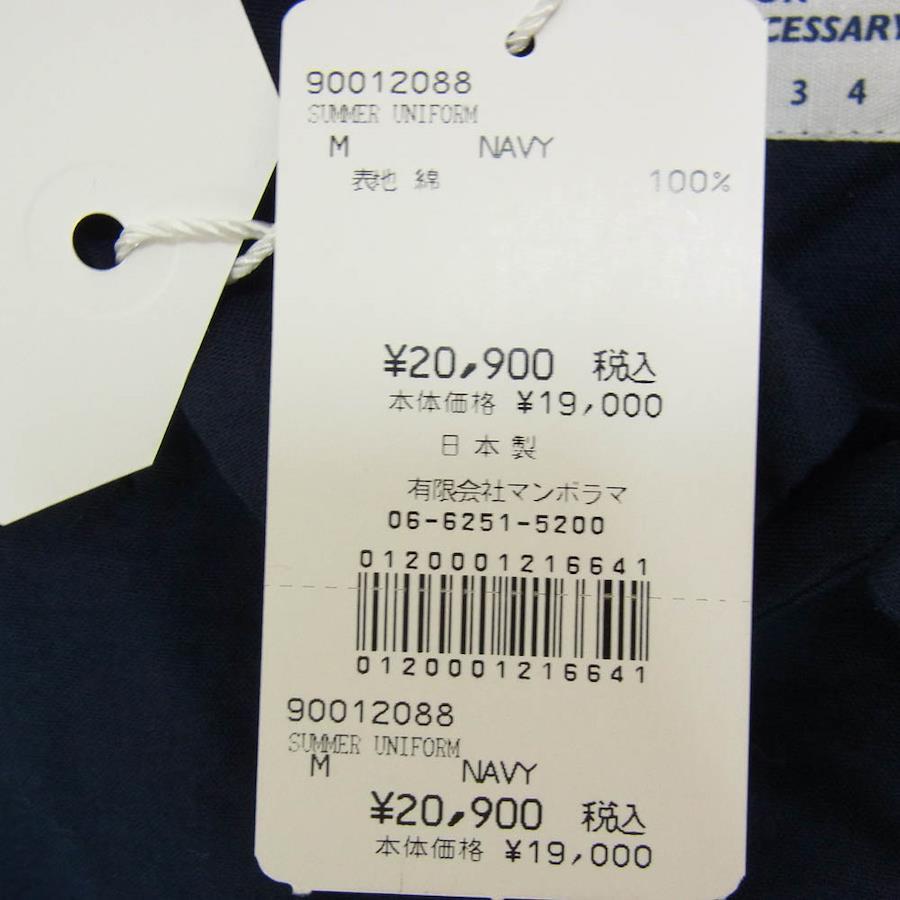 CESSARY
3 4
90012088
SUMMER UNIFORM
M NAVY
表地 綿 100%
¥20,900 税込
本体価格 ¥19,000
日本製
有限会社マンボラマ
06-6251-5200
0120001216641
0120001216641
90012088
SUMMER UNIFORM
M NAVY
¥20,900 税込
本体価格 ¥19,000